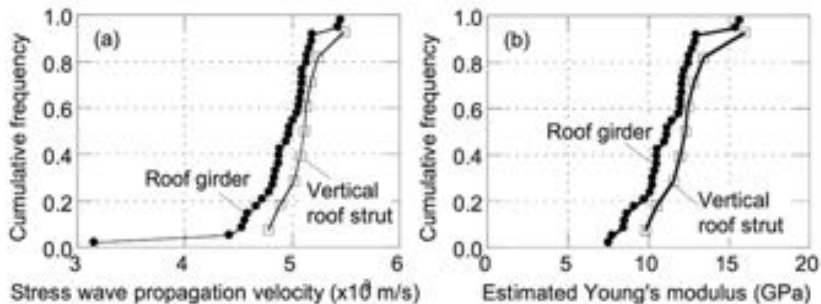 (a)
Cumulative frequency
1.0
0.8
0.6
0.4
0.2
0.0
Roof girder
Vertical
roof strut
3 4 5 6
Stress wave propagation velocity (x10³ m/s)
(b)
Cumulative frequency
1.0
0.8
0.6
0.4
0.2
0.0
Roof girder
Vertical
roof strut
0 5 10 15 20
Estimated Young's modulus (GPa)